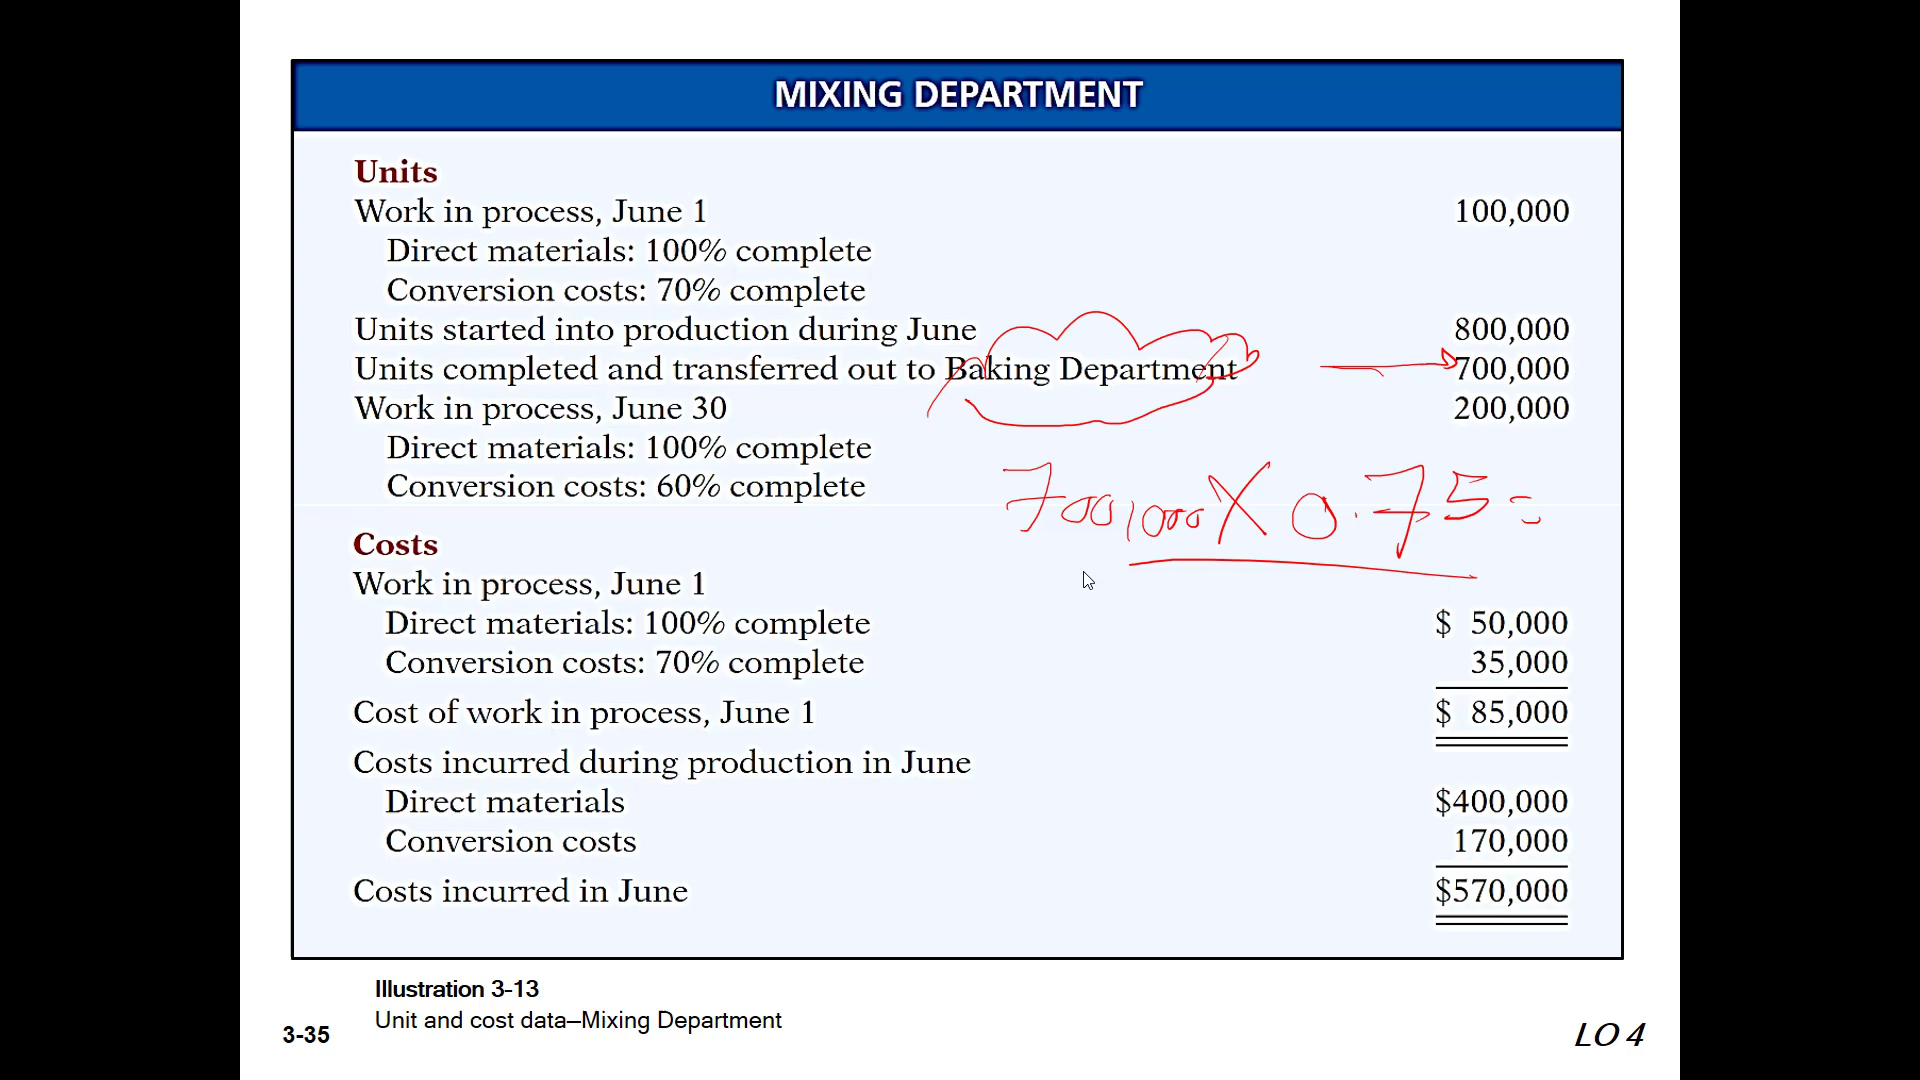 MIXING DEPARTMENT
Units
Work in process, June 1 100,000
Direct materials: 100% complete
Conversion costs: 70% complete
Units started into production during June 800,000
Units completed and transferred out to Baking Department 700,000
Work in process, June 30 200,000
Direct materials: 100% complete
Conversion costs: 60% complete
700,000 X 0.75 =
Costs
Work in process, June 1
Direct materials: 100% complete $ 50,000
Conversion costs: 70% complete 35,000
Cost of work in process, June 1 $ 85,000
Costs incurred during production in June
Direct materials $400,000
Conversion costs 170,000
Costs incurred in June $570,000
Illustration 3-13
Unit and cost data—Mixing Department
3-35
LO 4